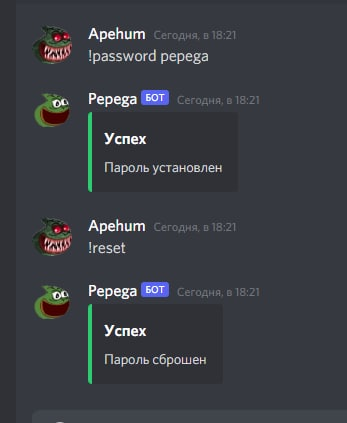 Apehum Сегодня, в 18:21
!password pepega
Pepega БОТ Сегодня, в 18:21
Успех
Пароль установлен
Apehum Сегодня, в 18:21
!reset
Pepega БОТ Сегодня, в 18:21
Успех
Пароль сброшен